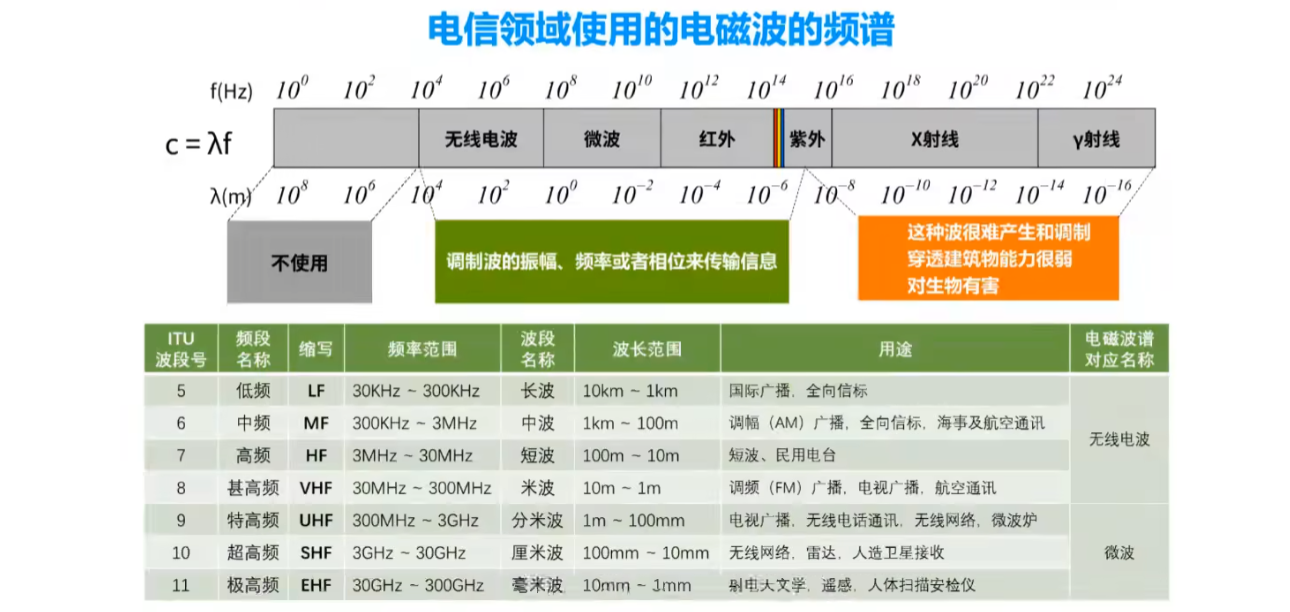 电信领域使用的电磁波的频谱
f(Hz) 10^0 10^2 10^4 10^6 10^8 10^10 10^12 10^14 10^16 10^18 10^20 10^22 10^24
c = λf 无线电波 微波 红外 紫外 X射线 γ射线
λ(m) 10^8 10^6 10^4 10^2 10^0 10^-2 10^-4 10^-6 10^-8 10^-10 10^-12 10^-14 10^-16
不使用
调制波的振幅、频率或者相位来传输信息
这种波很难产生和调制
穿透建筑物能力很弱
对生物有害
ITU 波段号 频段名称 缩写 频率范围 波段名称 波长范围 用途 电磁波谱对应名称
5 低频 LF 30KHz ~ 300KHz 长波 10km ~ 1km 国际广播, 全向信标
6 中频 MF 300KHz ~ 3MHz 中波 1km ~ 100m 调幅（AM）广播, 全向信标, 海事及航空通讯
无线电波
7 高频 HF 3MHz ~ 30MHz 短波 100m ~ 10m 短波、民用电台
8 甚高频 VHF 30MHz ~ 300MHz 米波 10m ~ 1m 调频（FM）广播, 电视广播, 航空通讯
9 特高频 UHF 300MHz ~ 3GHz 分米波 1m ~ 100mm 电视广播, 无线电话通讯, 无线网络, 微波炉
10 超高频 SHF 3GHz ~ 30GHz 厘米波 100mm ~ 10mm 无线网络, 雷达, 人造卫星接收 微波
11 极高频 EHF 30GHz ~ 300GHz 毫米波 10mm ~ 1mm 射电天文学, 遥感, 人体扫描安检仪